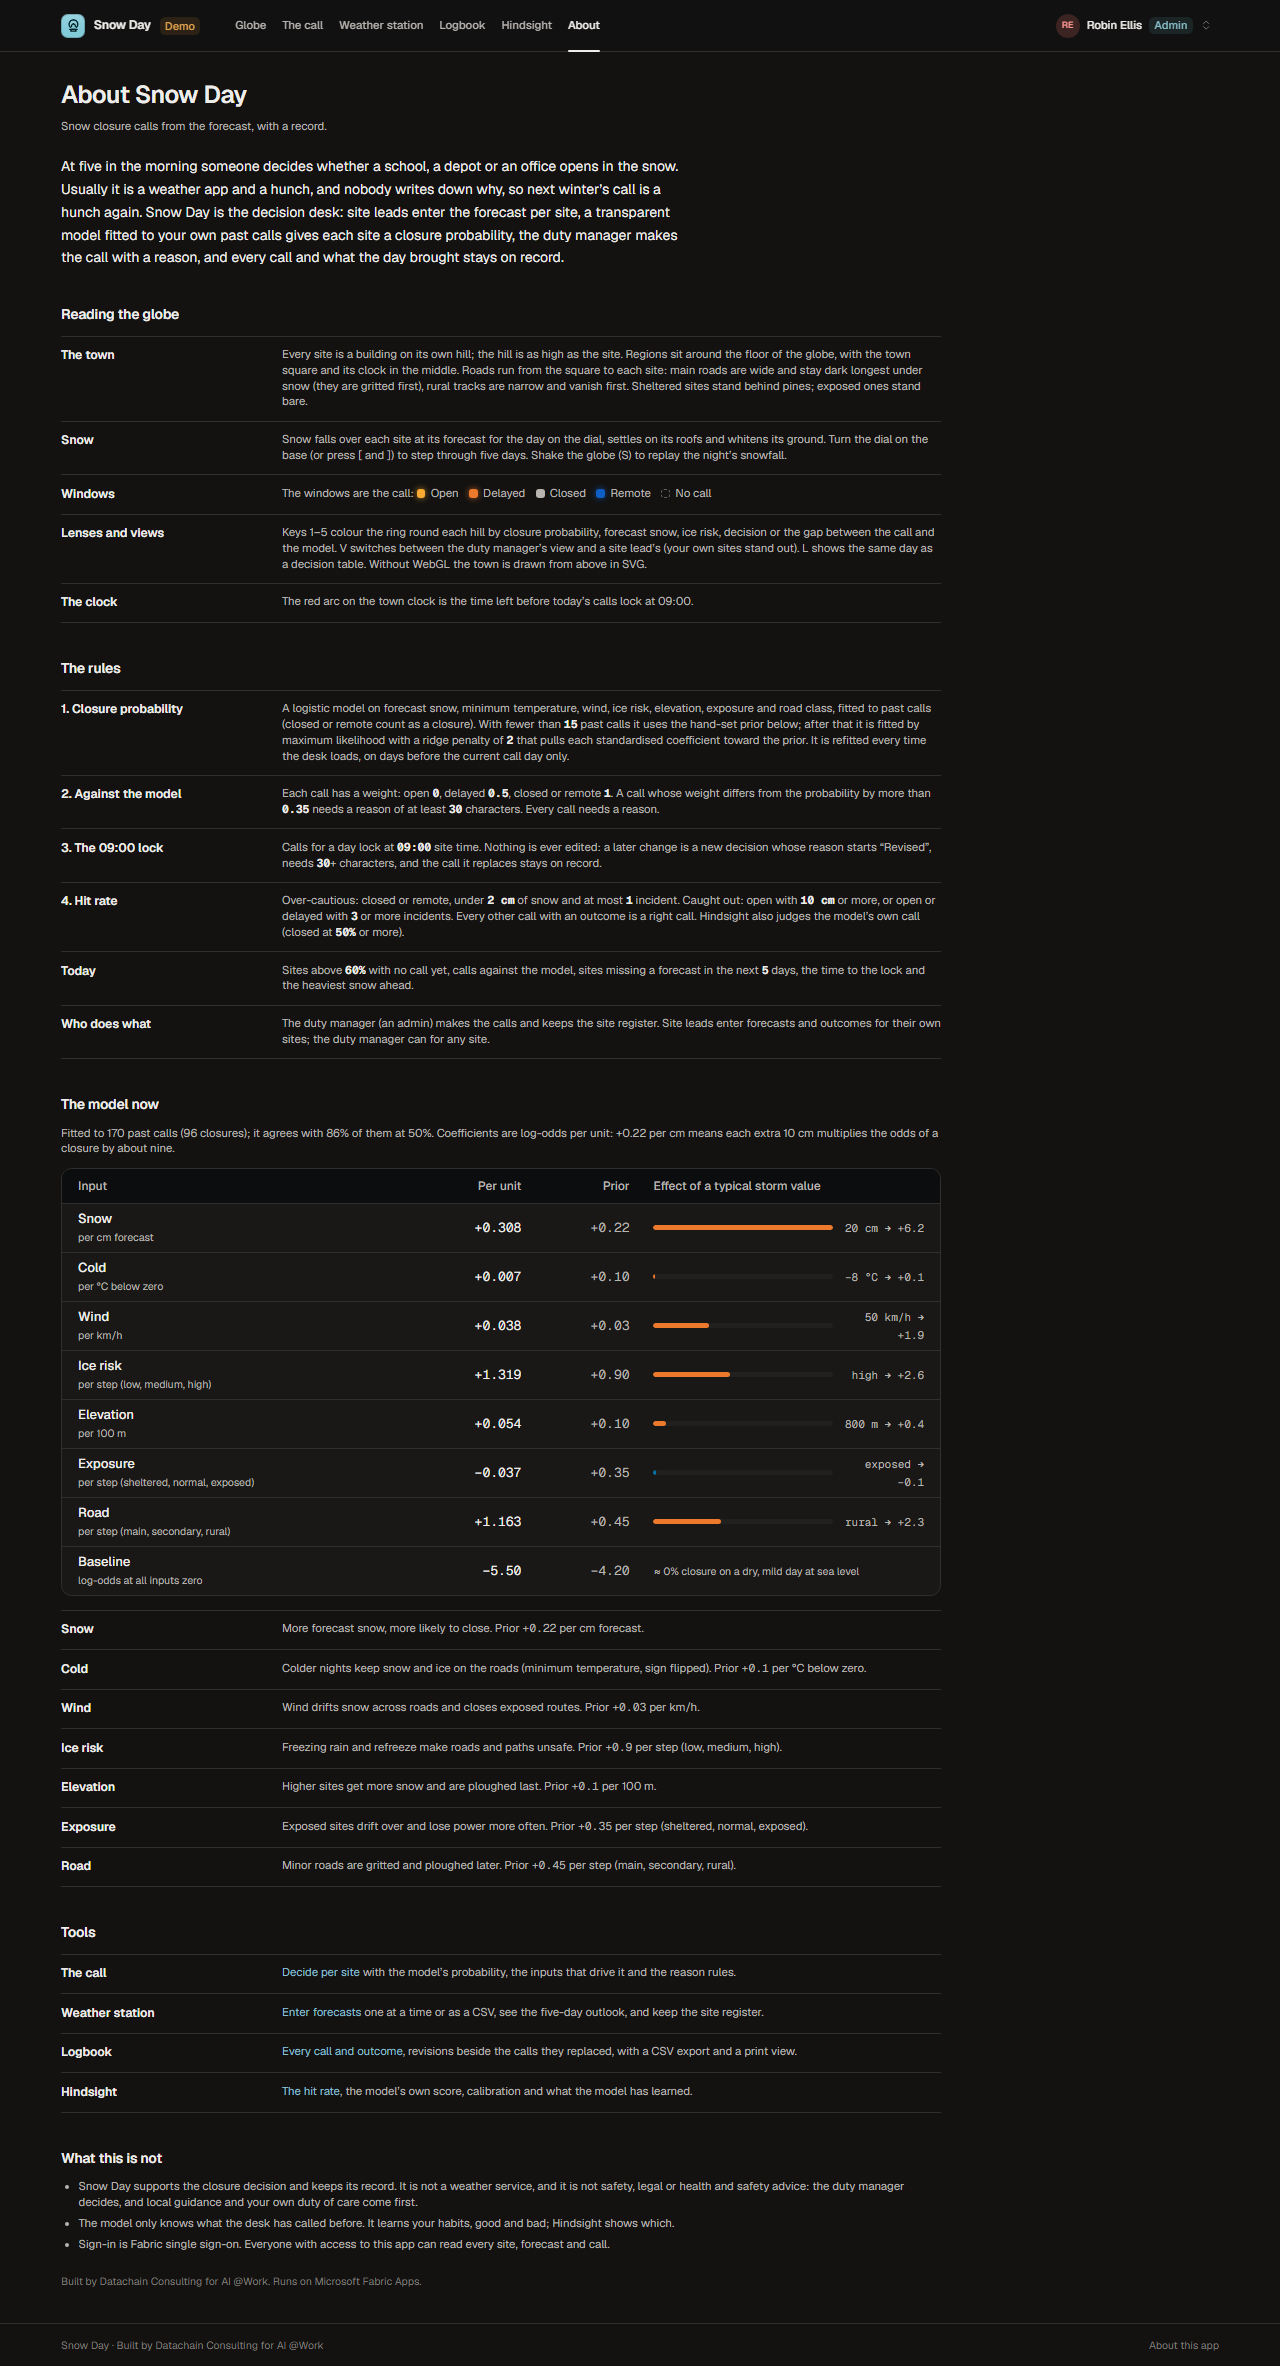 Snow Day Demo Globe The call Weather station Logbook Hindsight About RE Robin Ellis Admin
About Snow Day
Snow closure calls from the forecast, with a record.
At five in the morning someone decides whether a school, a depot or an office opens in the snow.
Usually it is a weather app and a hunch, and nobody writes down why, so next winter’s call is a
hunch again. Snow Day is the decision desk: site leads enter the forecast per site, a transparent
model fitted to your own past calls gives each site a closure probability, the duty manager makes
the call with a reason, and every call and what the day brought stays on record.
Reading the globe
The town
Every site is a building on its own hill; the hill is as high as the site. Regions sit around the floor of the globe, with the town
square and its clock in the middle. Roads run from the square to each site: main roads are wide and stay dark longest under
snow (they are gritted first), rural tracks are narrow and vanish first. Sheltered sites stand behind pines; exposed ones stand
bare.
Snow
Snow falls over each site at its forecast for the day on the dial, settles on its roofs and whitens its ground. Turn the dial on the
base (or press [ and ]) to step through five days. Shake the globe (S) to replay the night’s snowfall.
Windows
The windows are the call: Open Delayed Closed Remote No call
Lenses and views
Keys 1–5 colour the ring round each hill by closure probability, forecast snow, ice risk, decision or the gap between the call and
the model. V switches between the duty manager’s view and a site lead’s (your own sites stand out). L shows the same day as
a decision table. Without WebGL the town is drawn from above in SVG.
The clock
The red arc on the town clock is the time left before today’s calls lock at 09:00.
The rules
1. Closure probability
A logistic model on forecast snow, minimum temperature, wind, ice risk, elevation, exposure and road class, fitted to past calls
(closed or remote count as a closure). With fewer than 15 past calls it uses the hand-set prior below; after that it is fitted by
maximum likelihood with a ridge penalty of 2 that pulls each standardised coefficient toward the prior. It is refitted every time
the desk loads, on days before the current call day only.
2. Against the model
Each call has a weight: open 0, delayed 0.5, closed or remote 1. A call whose weight differs from the probability by more than
0.35 needs a reason of at least 30 characters. Every call needs a reason.
3. The 09:00 lock
Calls for a day lock at 09:00 site time. Nothing is ever edited: a later change is a new decision whose reason starts “Revised”,
needs 30+ characters, and the call it replaces stays on record.
4. Hit rate
Over-cautious: closed or remote, under 2 cm of snow and at most 1 incident. Caught out: open with 10 cm or more, or open or
delayed with 3 or more incidents. Every other call with an outcome is a right call. Hindsight also judges the model’s own call
(closed at 50% or more).
Today
Sites above 60% with no call yet, calls against the model, sites missing a forecast in the next 5 days, the time to the lock and
the heaviest snow ahead.
Who does what
The duty manager (an admin) makes the calls and keeps the site register. Site leads enter forecasts and outcomes for their own
sites; the duty manager can for any site.
The model now
Fitted to 170 past calls (96 closures); it agrees with 86% of them at 50%. Coefficients are log-odds per unit: +0.22 per cm means each extra 10 cm multiplies the odds of a
closure by about nine.
Input Per unit Prior Effect of a typical storm value
Snow
per cm forecast
+0.308 +0.22 20 cm → +6.2
Cold
per °C below zero
+0.007 +0.10 −8 °C → +0.1
Wind
per km/h
+0.038 +0.03 50 km/h →
+1.9
Ice risk
per step (low, medium, high)
+1.319 +0.90 high → +2.6
Elevation
per 100 m
+0.054 +0.10 800 m → +0.4
Exposure
per step (sheltered, normal, exposed)
−0.037 +0.35 exposed →
−0.1
Road
per step (main, secondary, rural)
+1.163 +0.45 rural → +2.3
Baseline
log-odds at all inputs zero
−5.50 −4.20 ≈ 0% closure on a dry, mild day at sea level
Snow
More forecast snow, more likely to close. Prior +0.22 per cm forecast.
Cold
Colder nights keep snow and ice on the roads (minimum temperature, sign flipped). Prior +0.1 per °C below zero.
Wind
Wind drifts snow across roads and closes exposed routes. Prior +0.03 per km/h.
Ice risk
Freezing rain and refreeze make roads and paths unsafe. Prior +0.9 per step (low, medium, high).
Elevation
Higher sites get more snow and are ploughed last. Prior +0.1 per 100 m.
Exposure
Exposed sites drift over and lose power more often. Prior +0.35 per step (sheltered, normal, exposed).
Road
Minor roads are gritted and ploughed later. Prior +0.45 per step (main, secondary, rural).
Tools
The call
Decide per site with the model’s probability, the inputs that drive it and the reason rules.
Weather station
Enter forecasts one at a time or as a CSV, see the five-day outlook, and keep the site register.
Logbook
Every call and outcome, revisions beside the calls they replaced, with a CSV export and a print view.
Hindsight
The hit rate, the model’s own score, calibration and what the model has learned.
What this is not
• Snow Day supports the closure decision and keeps its record. It is not a weather service, and it is not safety, legal or health and safety advice: the duty manager
decides, and local guidance and your own duty of care come first.
• The model only knows what the desk has called before. It learns your habits, good and bad; Hindsight shows which.
• Sign-in is Fabric single sign-on. Everyone with access to this app can read every site, forecast and call.
Built by Datachain Consulting for AI @Work. Runs on Microsoft Fabric Apps.
Snow Day · Built by Datachain Consulting for AI @Work About this app